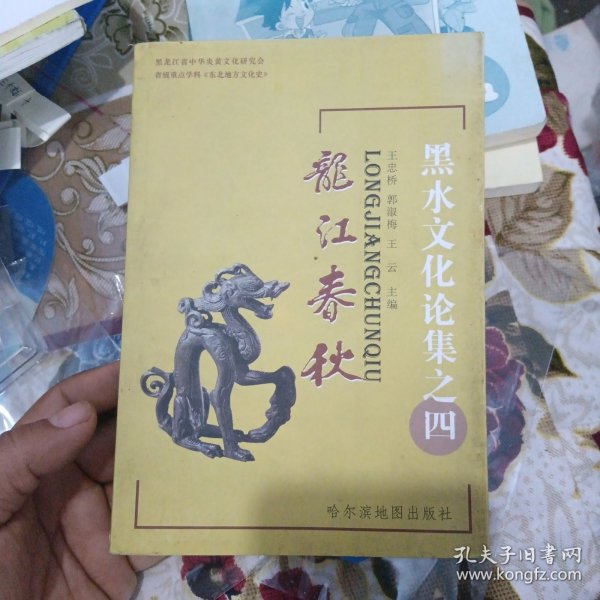 黑龙江省中华炎黄文化研究会
省级重点学科《东北地方文化史》
黑水文化论集之四
王忠桥 郭淑梅 王 云 主编
LONGJIANGCHUNQIU
龍江春秋
哈尔滨地图出版社
孔夫子旧书网
www.kongfz.com